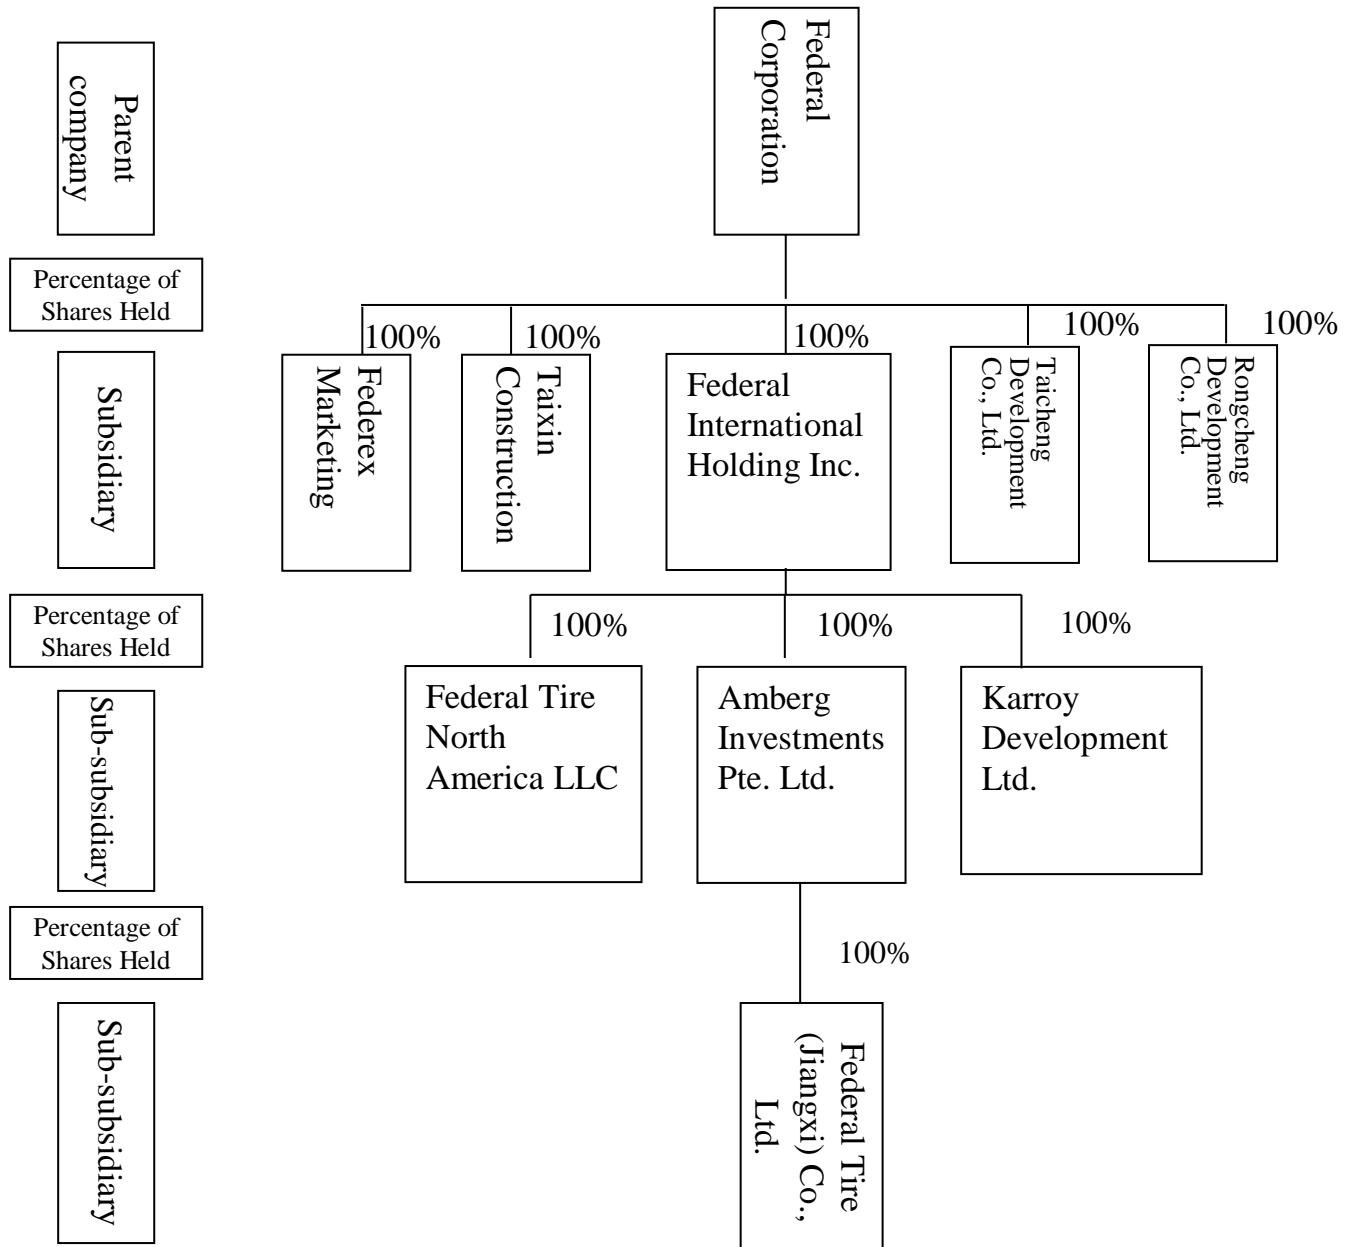 Federal
Corporation
Parent
company
Percentage of
Shares Held
100%
100%
100%
100%
100%
Subsidiary
Federex
Marketing
Taixin
Construction
Federal
International
Holding Inc.
Taicheng
Development
Co., Ltd.
Rongcheng
Development
Co., Ltd.
Percentage of
Shares Held
100%
100%
100%
Sub-subsidiary
Federal Tire
North
America LLC
Amberg
Investments
Pte. Ltd.
Karroy
Development
Ltd.
Percentage of
Shares Held
100%
Sub-subsidiary
Federal Tire
(Jiangxi) Co.,
Ltd.